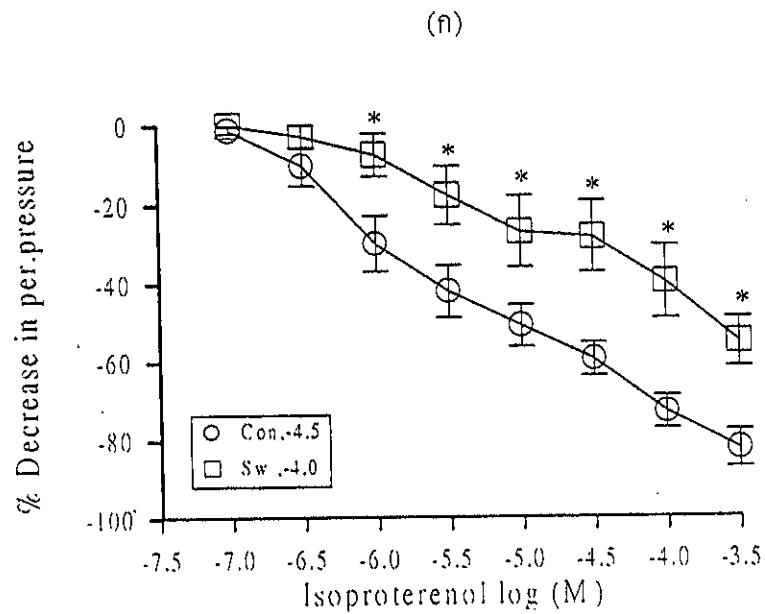 (ก)
% Decrease in per.pressure
0
-20
-40
-60
-80
-100
* * * * * *
Con,-4.5
Sw ,-4.0
-7.5 -7.0 -6.5 -6.0 -5.5 -5.0 -4.5 -4.0 -3.5
Isoproterenol log (M)